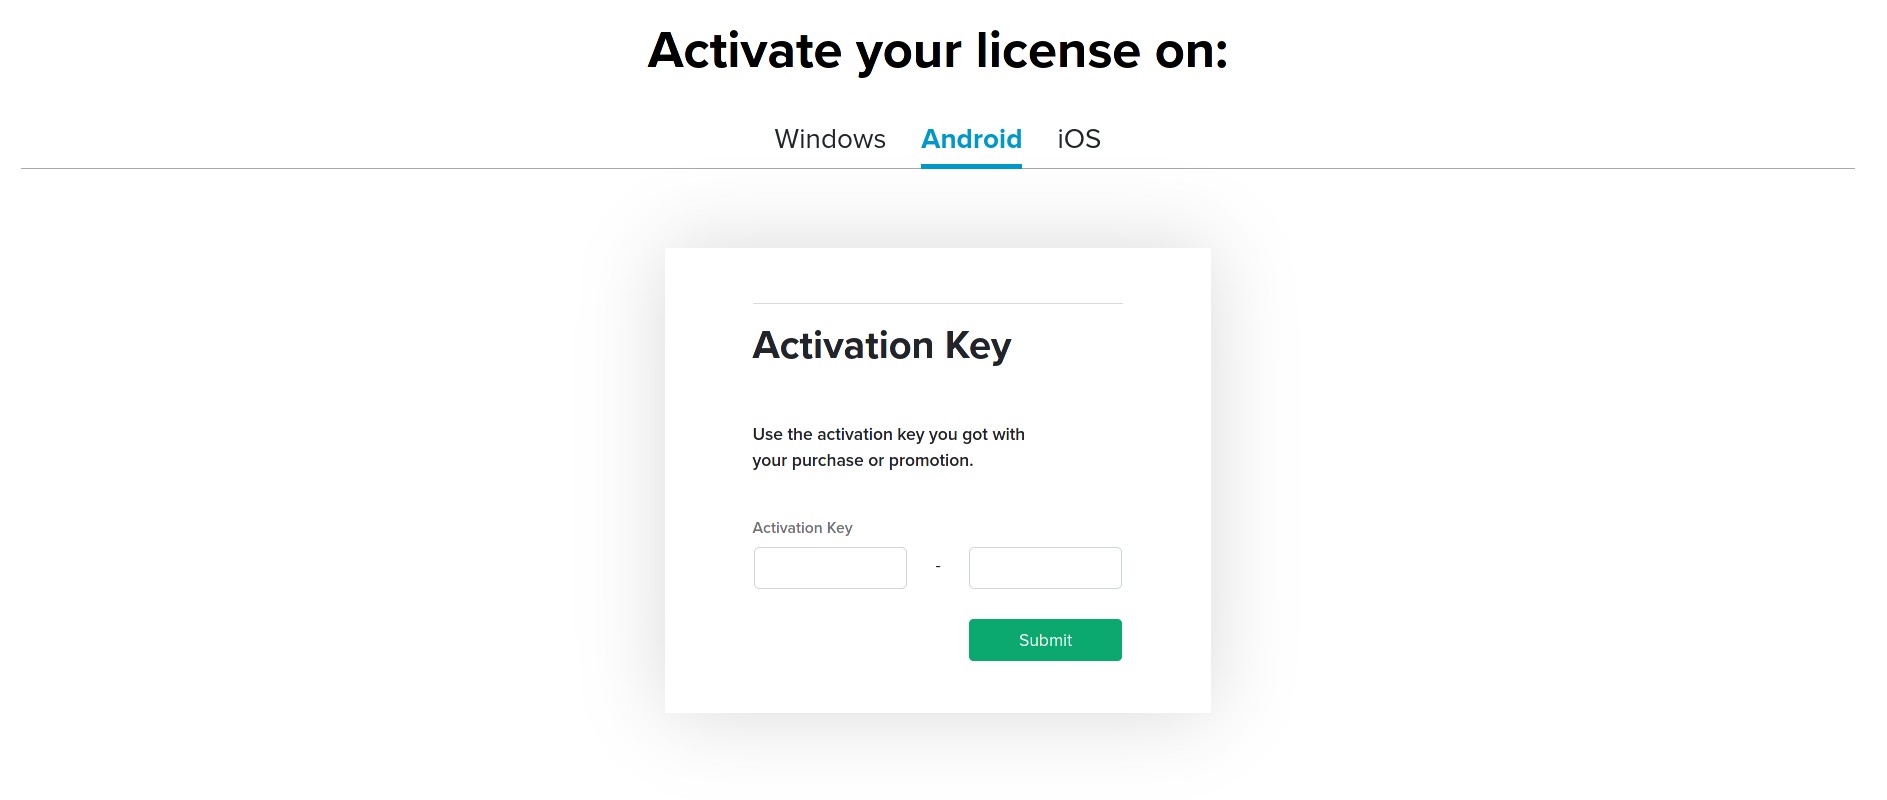 Activate your license on:
Windows Android iOS
Activation Key
Use the activation key you got with
your purchase or promotion.
Activation Key
-
Submit